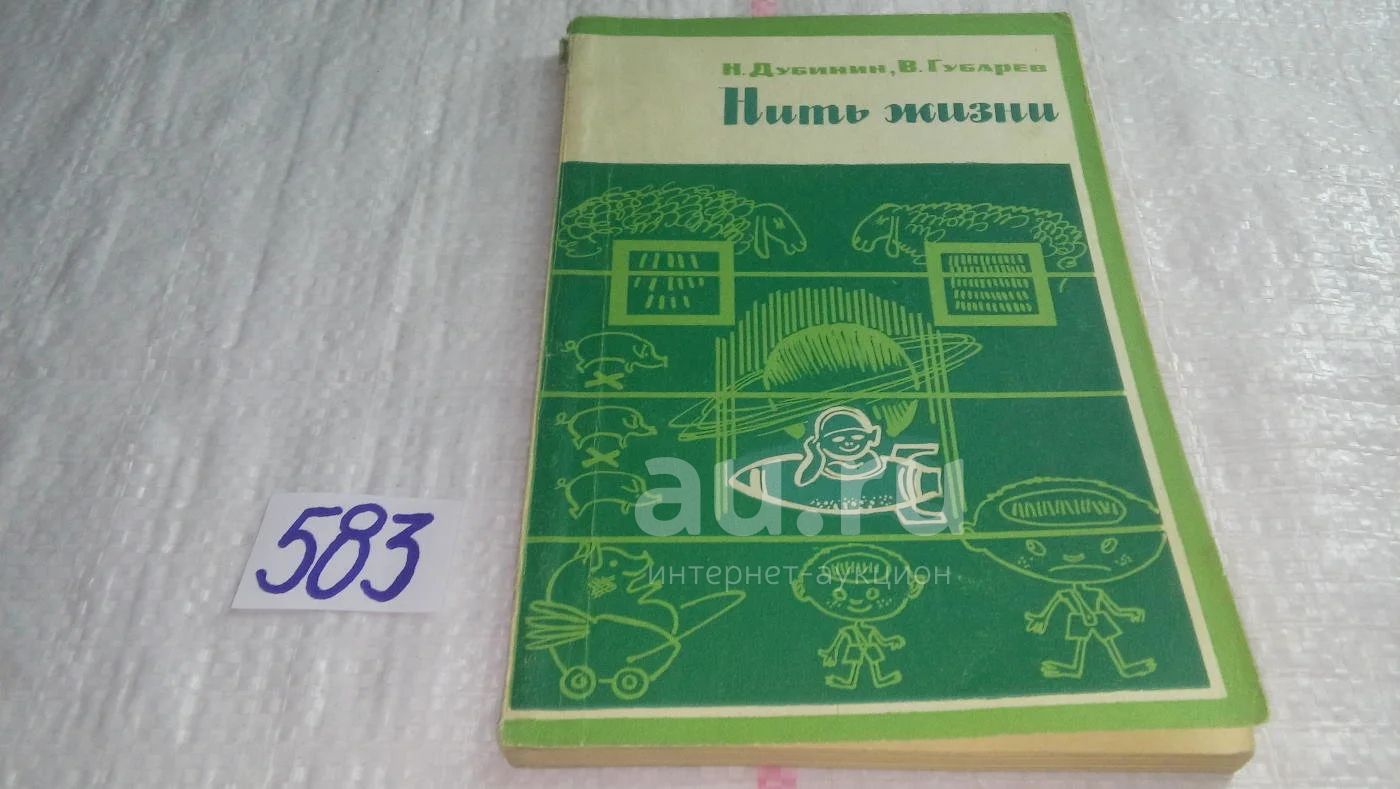 Н. Дубинин, В. Губарев
Нить жизни
583
au.ru
интернет-аукцион